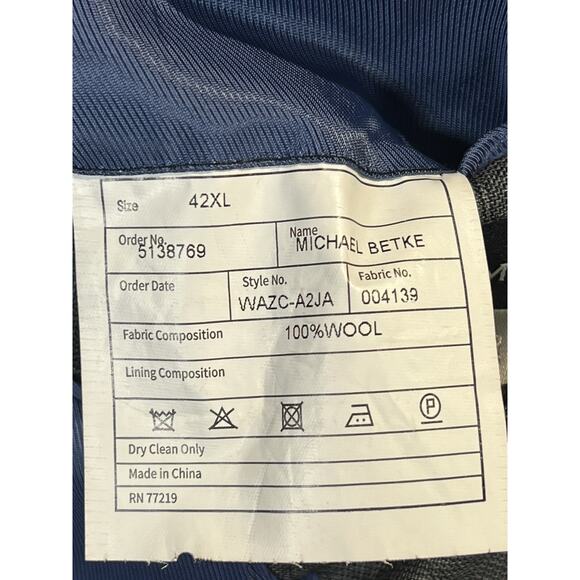 Size 42XL
Order No. 5138769 Name MICHAEL BETKE
Order Date Style No. WAZC-A2JA Fabric No. 004139
Fabric Composition 100%WOOL
Lining Composition
P
Dry Clean Only
Made in China
RN 77219